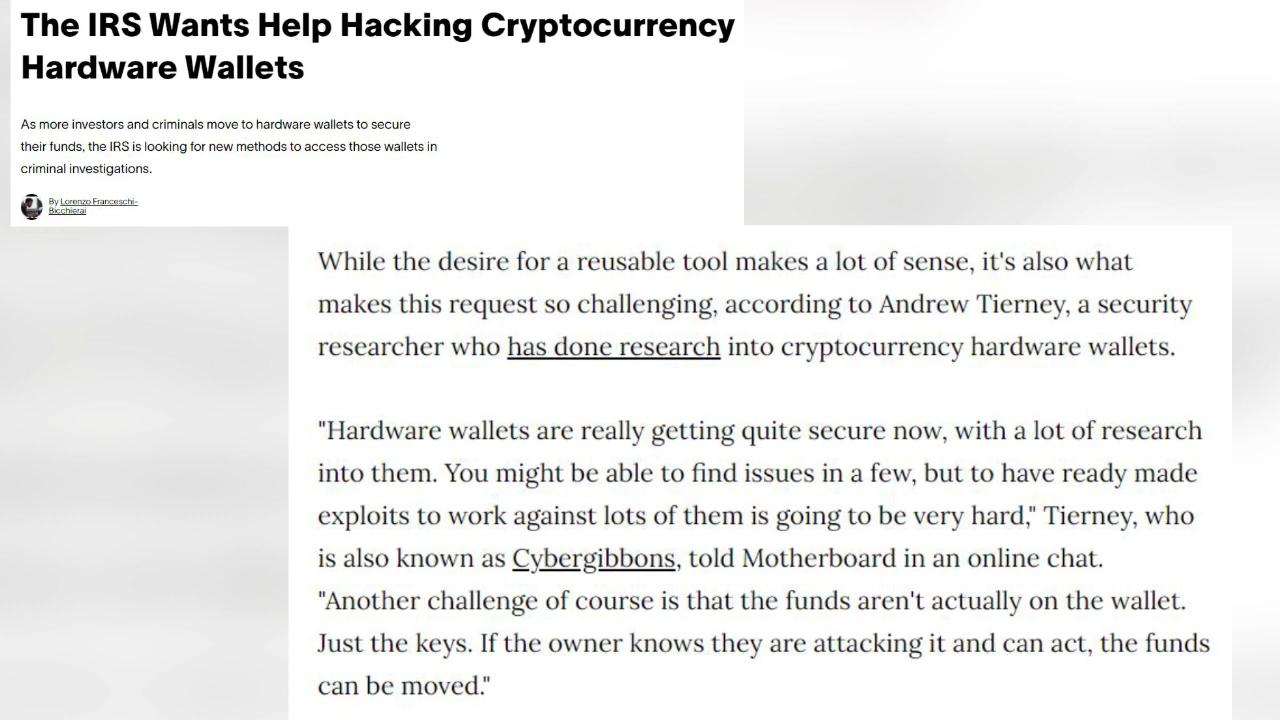 The IRS Wants Help Hacking Cryptocurrency
Hardware Wallets
As more investors and criminals move to hardware wallets to secure
their funds, the IRS is looking for new methods to access those wallets in
criminal investigations.
By Lorenzo Franceschi-
Bicchierai
While the desire for a reusable tool makes a lot of sense, it's also what
makes this request so challenging, according to Andrew Tierney, a security
researcher who has done research into cryptocurrency hardware wallets.
"Hardware wallets are really getting quite secure now, with a lot of research
into them. You might be able to find issues in a few, but to have ready made
exploits to work against lots of them is going to be very hard," Tierney, who
is also known as Cybergibbons, told Motherboard in an online chat.
"Another challenge of course is that the funds aren't actually on the wallet.
Just the keys. If the owner knows they are attacking it and can act, the funds
can be moved."